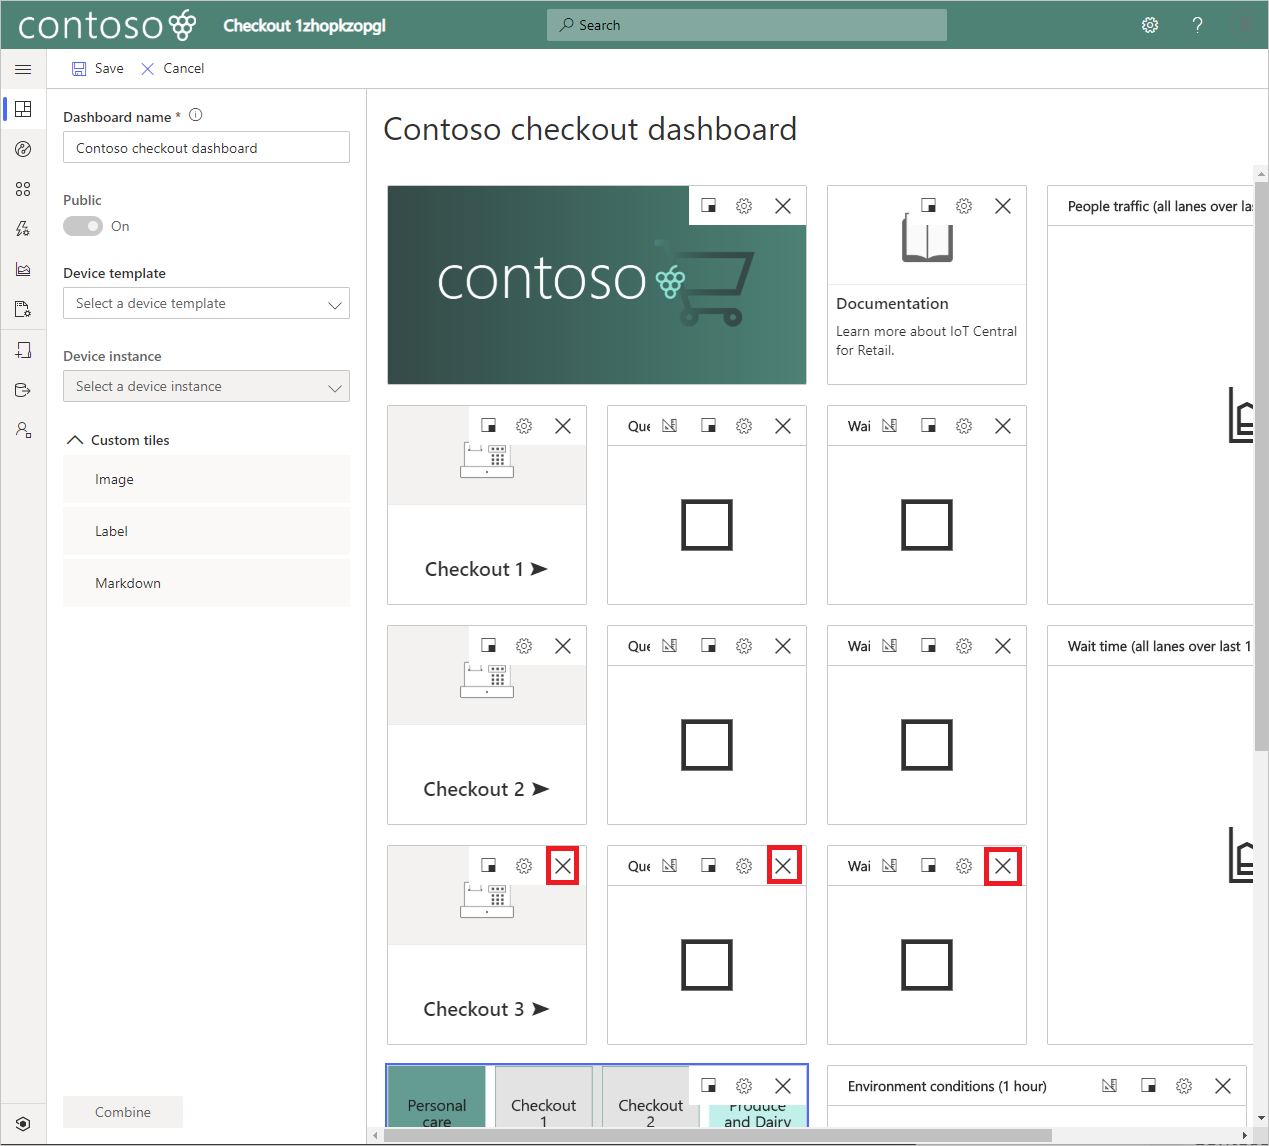 contoso
Checkout 1zhopkzopgl
Search
?
Save
Cancel
Dashboard name *
Contoso checkout dashboard
Public
On
Device template
Select a device template
Device instance
Select a device instance
Custom tiles
Image
Label
Markdown
Combine
Contoso checkout dashboard
contoso
Documentation
Learn more about IoT Central
for Retail.
People traffic (all lanes over las
Checkout 1 ➤
Que
Wai
Checkout 2 ➤
Que
Wai
Wait time (all lanes over last 1
Checkout 3 ➤
Que
Wai
Personal
care
Checkout
1
Checkout
2
Produce
and Dairy
Environment conditions (1 hour)